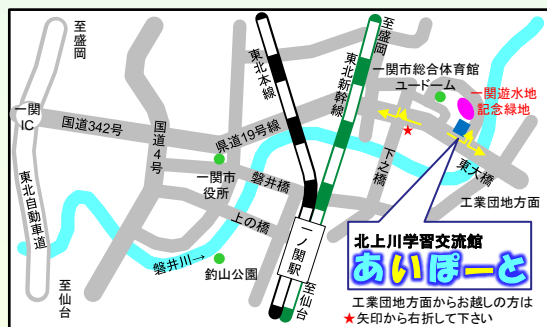 至盛岡
一関
IC
東北自動車道
至仙台
国道342号
国道4号
県道19号線
一関市
役所
磐井橋
上の橋
磐井川→
釣山公園
東北本線
一ノ関駅
東北新幹線
至盛岡
至仙台
下之橋
一関市総合体育館
ユードーム
一関遊水地
記念緑地
★
東大橋
工業団地方面
北上川学習交流館
あいぽーと
工業団地方面からお越しの方は
★矢印から右折して下さい